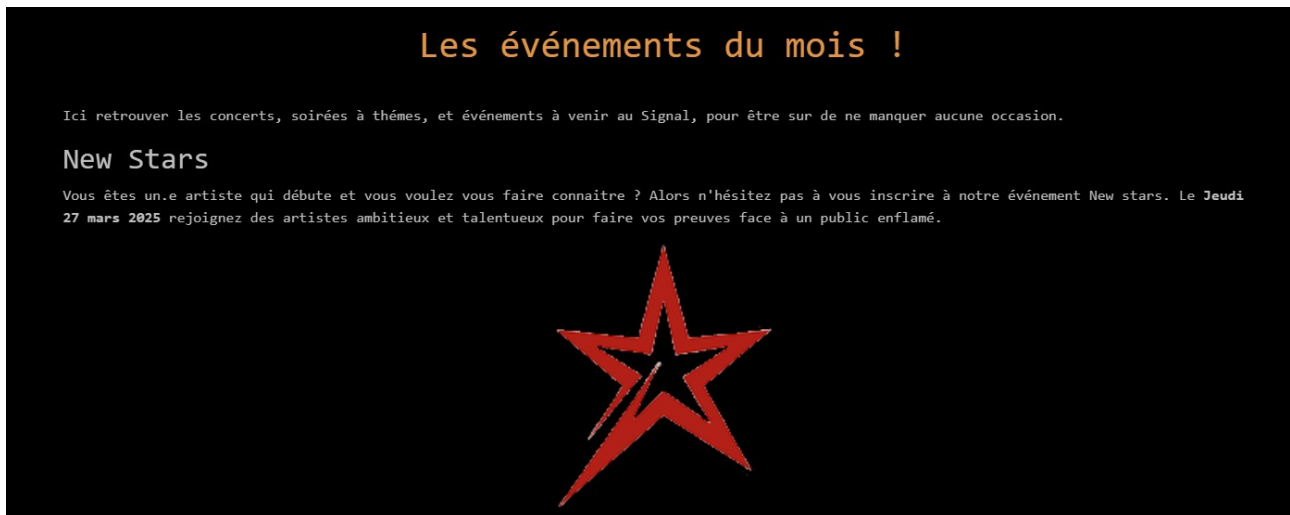 Les événements du mois !
Ici retrouver les concerts, soirées à thémes, et événements à venir au Signal, pour être sur de ne manquer aucune occasion.
New Stars
Vous êtes un.e artiste qui débute et vous voulez vous faire connaitre ? Alors n'hésitez pas à vous inscrire à notre événement New stars. Le Jeudi
27 mars 2025 rejoignez des artistes ambitieux et talentueux pour faire vos preuves face à un public enflamé.